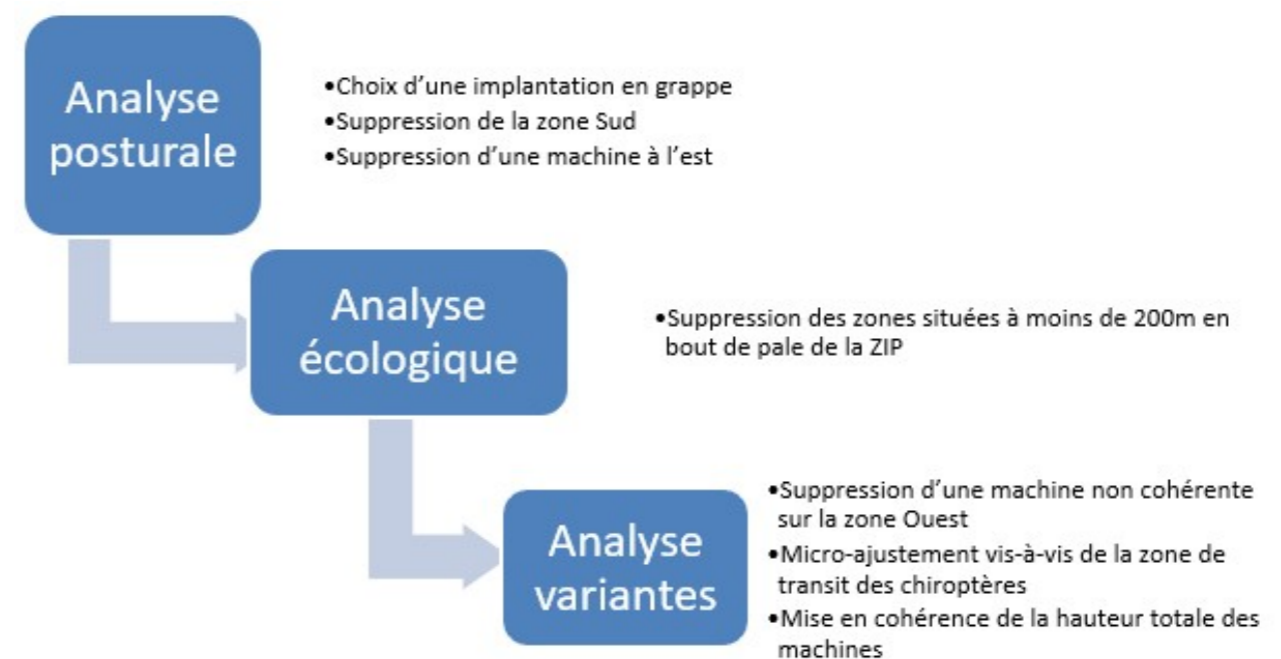 Analyse
posturale
•Choix d'une implantation en grappe
•Suppression de la zone Sud
•Suppression d'une machine à l'est
Analyse
écologique
•Suppression des zones situées à moins de 200m en
bout de pale de la ZIP
Analyse
variantes
•Suppression d'une machine non cohérente
sur la zone Ouest
•Micro-ajustement vis-à-vis de la zone de
transit des chiroptères
•Mise en cohérence de la hauteur totale des
machines